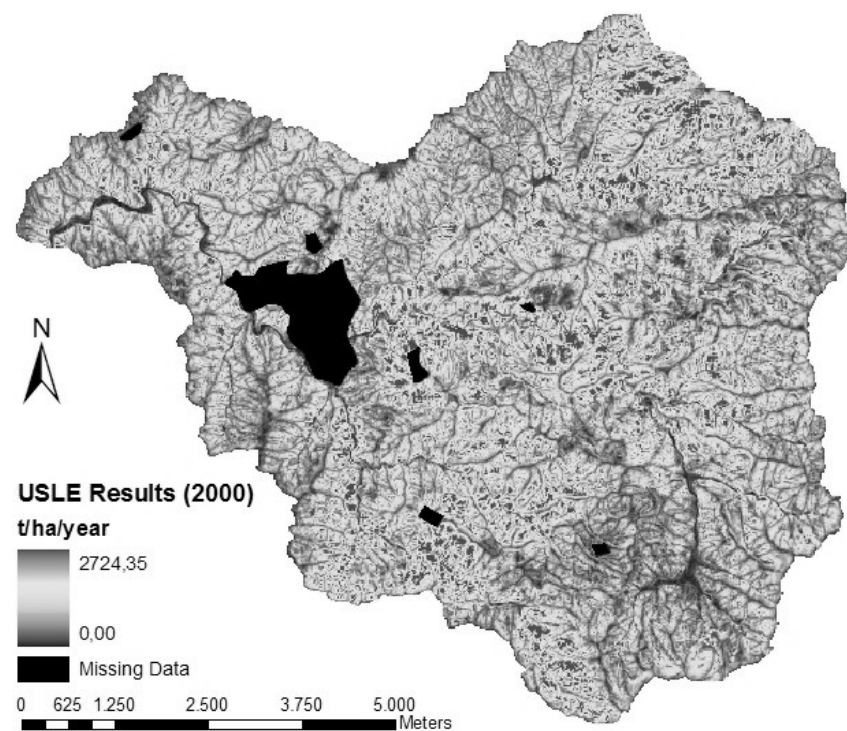 N
USLE Results (2000)
t/ha/year
2724,35
0,00
Missing Data
0 625 1.250 2.500 3.750 5.000
Meters